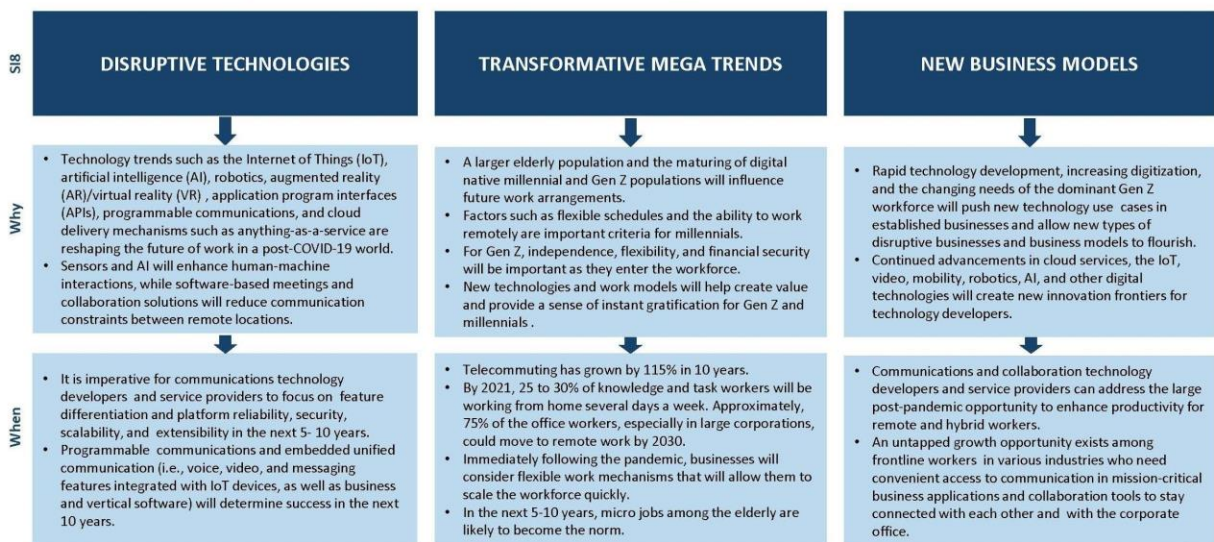 SI8
DISRUPTIVE TECHNOLOGIES
TRANSFORMATIVE MEGA TRENDS
NEW BUSINESS MODELS
Why
• Technology trends such as the Internet of Things (IoT),
artificial intelligence (AI), robotics, augmented reality
(AR)/virtual reality (VR) , application program interfaces
(APIs), programmable communications, and cloud
delivery mechanisms such as anything-as-a-service are
reshaping the future of work in a post-COVID-19 world.
• Sensors and AI will enhance human-machine
interactions, while software-based meetings and
collaboration solutions will reduce communication
constraints between remote locations.
• A larger elderly population and the maturing of digital
native millennial and Gen Z populations will influence
future work arrangements.
• Factors such as flexible schedules and the ability to work
remotely are important criteria for millennials.
• For Gen Z, independence, flexibility, and financial security
will be important as they enter the workforce.
• New technologies and work models will help create value
and provide a sense of instant gratification for Gen Z and
millennials .
• Rapid technology development, increasing digitization,
and the changing needs of the dominant Gen Z
workforce will push new technology use cases in
established businesses and allow new types of
disruptive businesses and business models to flourish.
• Continued advancements in cloud services, the IoT,
video, mobility, robotics, AI, and other digital
technologies will create new innovation frontiers for
technology developers.
When
• It is imperative for communications technology
developers and service providers to focus on feature
differentiation and platform reliability, security,
scalability, and extensibility in the next 5- 10 years.
• Programmable communications and embedded unified
communication (i.e., voice, video, and messaging
features integrated with IoT devices, as well as business
and vertical software) will determine success in the next
10 years.
• Telecommuting has grown by 115% in 10 years.
• By 2021, 25 to 30% of knowledge and task workers will be
working from home several days a week. Approximately,
75% of the office workers, especially in large corporations,
could move to remote work by 2030.
• Immediately following the pandemic, businesses will
consider flexible work mechanisms that will allow them to
scale the workforce quickly.
• In the next 5-10 years, micro jobs among the elderly are
likely to become the norm.
• Communications and collaboration technology
developers and service providers can address the large
post-pandemic opportunity to enhance productivity for
remote and hybrid workers.
• An untapped growth opportunity exists among
frontline workers in various industries who need
convenient access to communication in mission-critical
business applications and collaboration tools to stay
connected with each other and with the corporate
office.